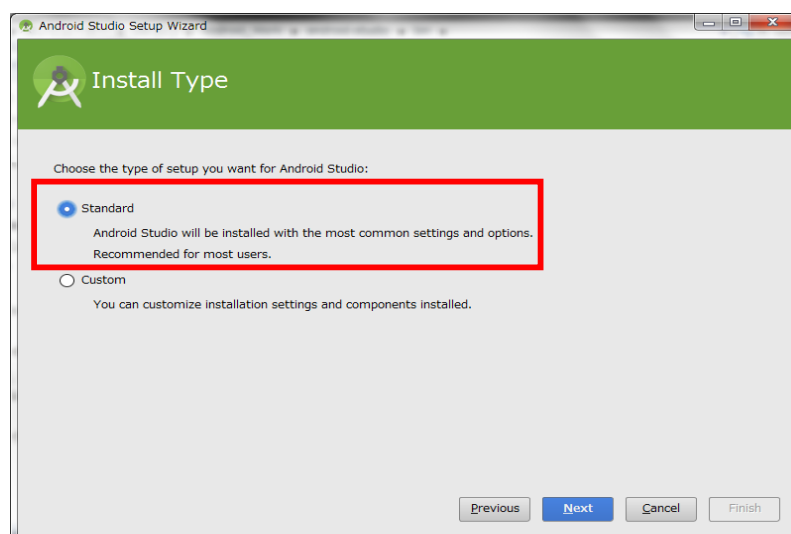 Android Studio Setup Wizard
Install Type
Choose the type of setup you want for Android Studio:
Standard
Android Studio will be installed with the most common settings and options.
Recommended for most users.
Custom
You can customize installation settings and components installed.
Previous Next Cancel Finish